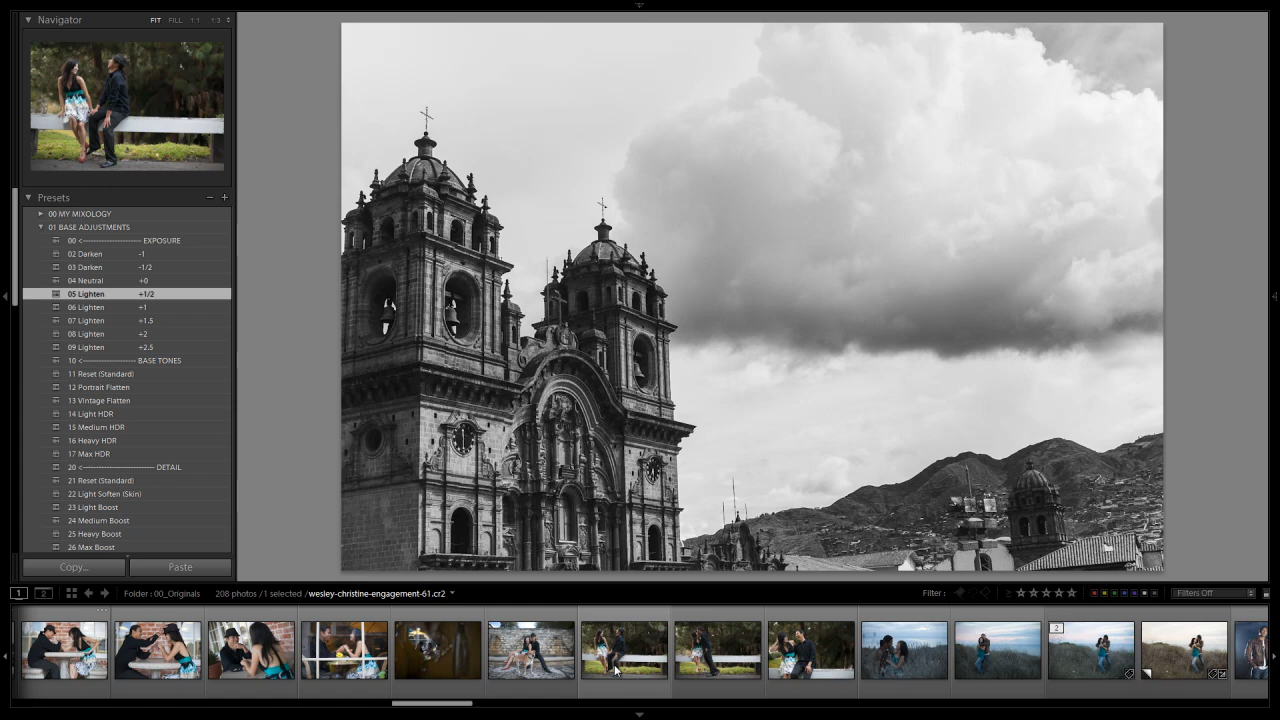 Navigator FIT FILL 1:1 1:3
Presets
00 MY MIXOLOGY
01 BASE ADJUSTMENTS
00 <---------------------- EXPOSURE
02 Darken -1
03 Darken -1/2
04 Neutral +0
05 Lighten +1/2
06 Lighten +1
07 Lighten +1.5
08 Lighten +2
09 Lighten +2.5
10 <-------------------- BASE TONES
11 Reset (Standard)
12 Portrait Flatten
13 Vintage Flatten
14 Light HDR
15 Medium HDR
16 Heavy HDR
17 Max HDR
20 <--------------------------- DETAIL
21 Reset (Standard)
22 Light Soften (Skin)
23 Light Boost
24 Medium Boost
25 Heavy Boost
26 Max Boost
Copy... Paste
1 2 Folder : 00_Originals 208 photos / 1 selected / wesley-christine-engagement-61.cr2 Filter : Filters Off
2